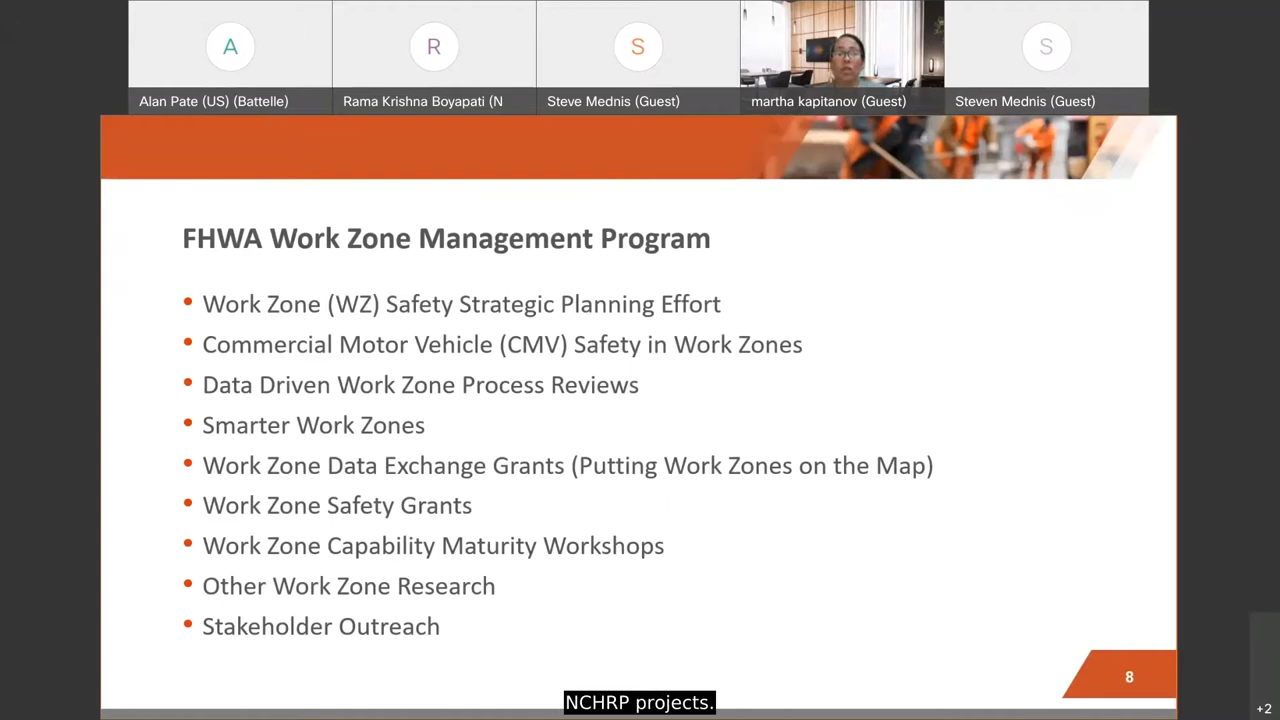 A
R
S
S
Alan Pate (US) (Battelle)
Rama Krishna Boyapati (N
Steve Mednis (Guest)
martha kapitanov (Guest)
Steven Mednis (Guest)
FHWA Work Zone Management Program
• Work Zone (WZ) Safety Strategic Planning Effort
• Commercial Motor Vehicle (CMV) Safety in Work Zones
• Data Driven Work Zone Process Reviews
• Smarter Work Zones
• Work Zone Data Exchange Grants (Putting Work Zones on the Map)
• Work Zone Safety Grants
• Work Zone Capability Maturity Workshops
• Other Work Zone Research
• Stakeholder Outreach
8
NCHRP projects.
+2